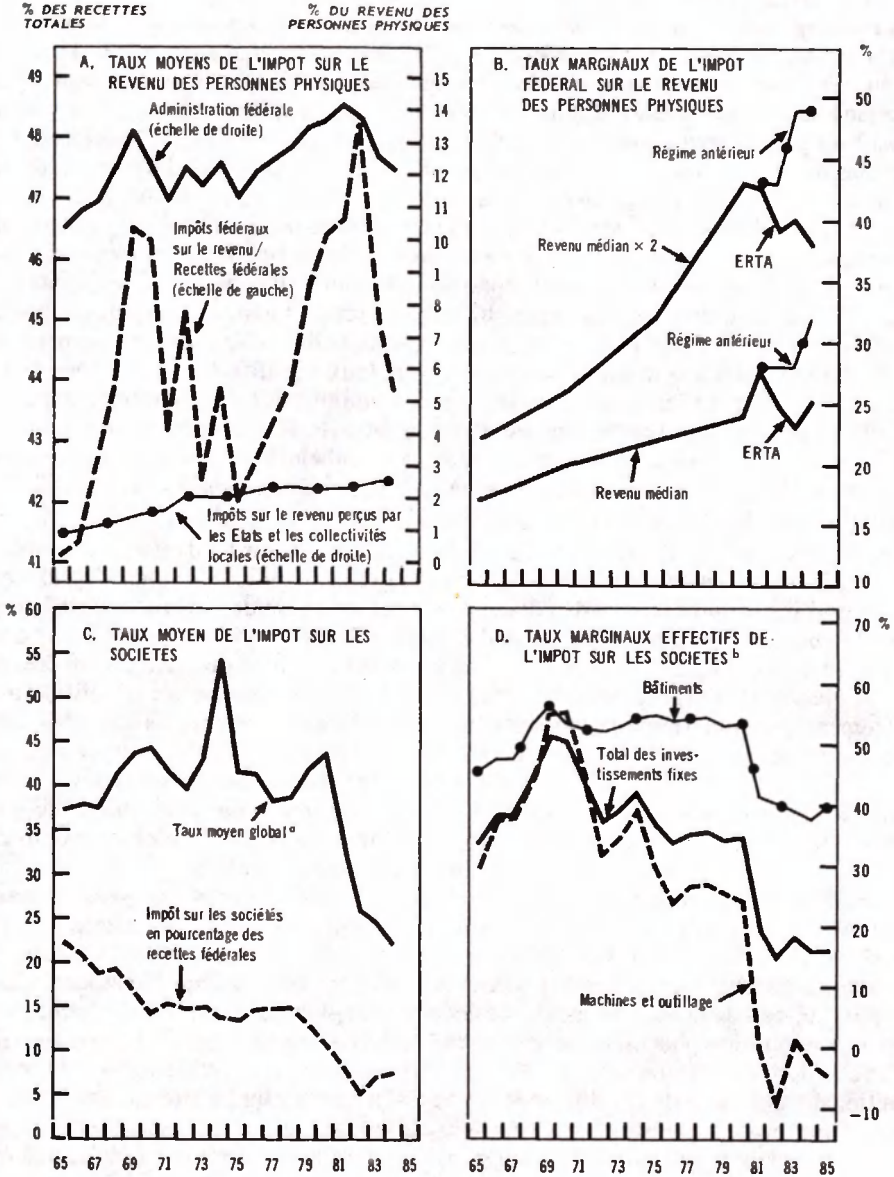 % DES RECETTES
TOTALES
% DU REVENU DES
PERSONNES PHYSIQUES
A. TAUX MOYENS DE L'IMPOT SUR LE
REVENU DES PERSONNES PHYSIQUES
Administration fédérale
(échelle de droite)
Impôts fédéraux
sur le revenu/
Recettes fédérales
(échelle de gauche)
Impôts sur le revenu perçus par
les Etats et les collectivités
locales (échelle de droite)
49
48
47
46
45
44
43
42
41
15
14
13
12
11
10
1
8
7
6
5
4
3
2
1
0
B. TAUX MARGINAUX DE L'IMPOT
FEDERAL SUR LE REVENU
DES PERSONNES PHYSIQUES
%
Régime antérieur
Revenu médian × 2
ERTA
Régime antérieur
ERTA
Revenu médian
50
45
40
35
30
25
20
15
10
%
C. TAUX MOYEN DE L'IMPOT SUR LES
SOCIETES
Taux moyen global a
Impôt sur les sociétés
en pourcentage des
recettes fédérales
60
55
50
45
40
35
30
25
20
15
10
5
0
65 67 69 71 73 75 77 79 81 83 85
D. TAUX MARGINAUX EFFECTIFS DE
L'IMPOT SUR LES SOCIETES b
%
Bâtiments
Total des inves-
tissements fixes
Machines et outillage
70
60
50
40
30
20
10
0
-10
65 67 69 71 73 75 77 79 81 83 85